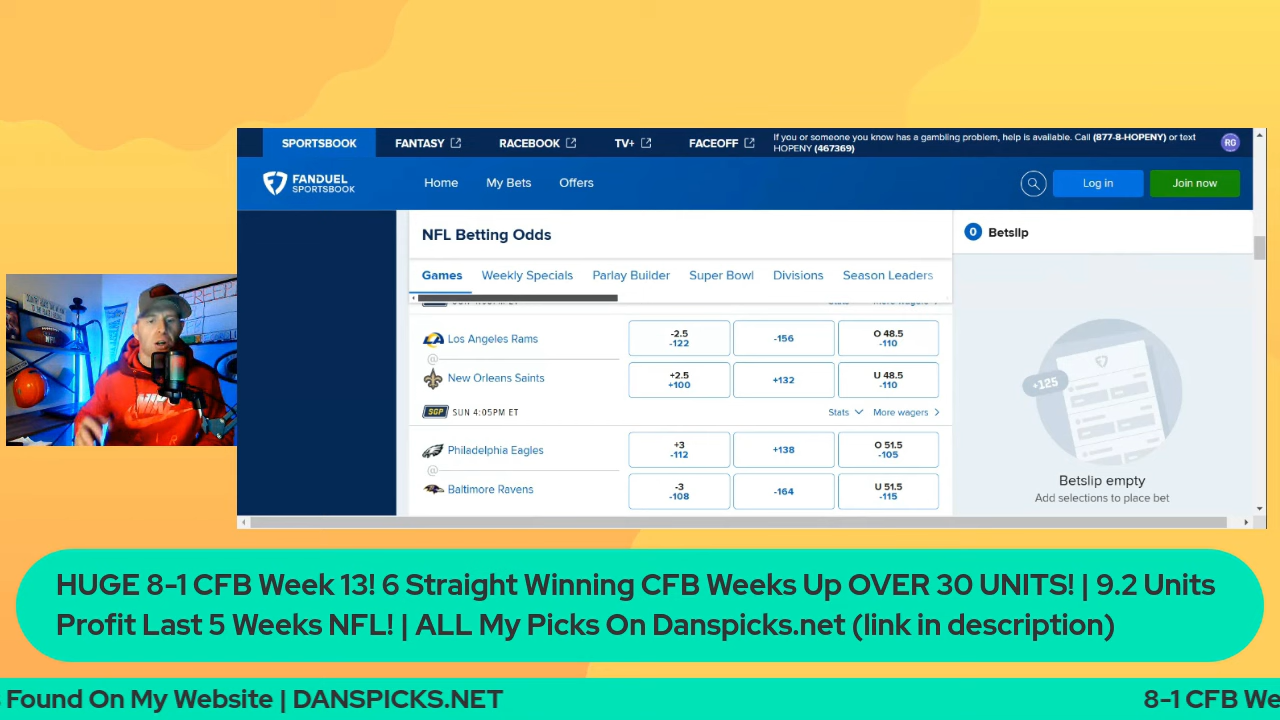 SPORTSBOOK
FANTASY
RACEBOOK
TV+
FACEOFF
If you or someone you know has a gambling problem, help is available. Call (877-8-HOPENY) or text
HOPENY (467369)
RG
FANDUEL
SPORTSBOOK
Home
My Bets
Offers
Log in
Join now
NFL Betting Odds
0 Betslip
Games
Weekly Specials
Parlay Builder
Super Bowl
Divisions
Season Leaders
Los Angeles Rams
-2.5
-122
-156
O 48.5
-110
@
New Orleans Saints
+2.5
+100
+132
U 48.5
-110
SGP SUN 4:05PM ET
Stats
More wagers
Philadelphia Eagles
+3
-112
+138
O 51.5
-105
@
Baltimore Ravens
-3
-108
-164
U 51.5
-115
+125
Betslip empty
Add selections to place bet
HUGE 8-1 CFB Week 13! 6 Straight Winning CFB Weeks Up OVER 30 UNITS! | 9.2 Units
Profit Last 5 Weeks NFL! | ALL My Picks On Danspicks.net (link in description)
Found On My Website | DANSPICKS.NET
8-1 CFB We